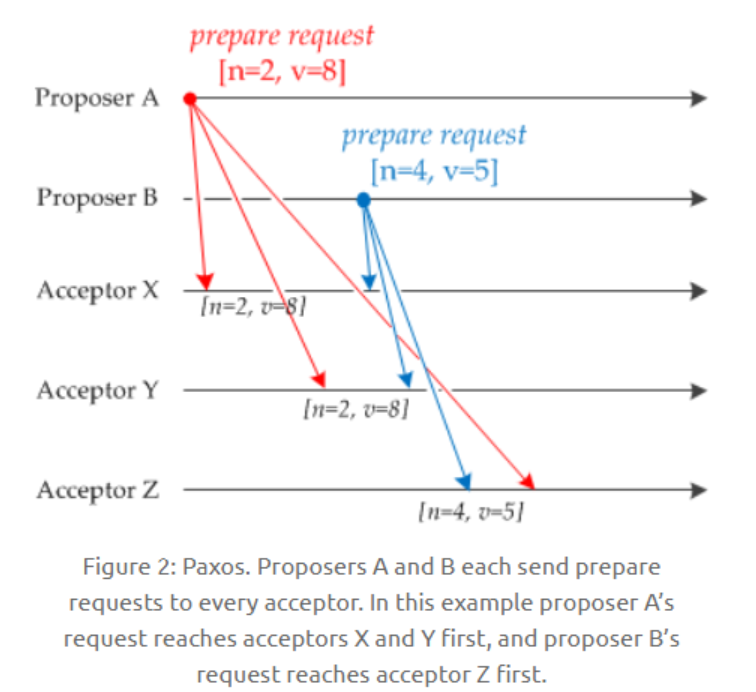 prepare request
[n=2, v=8]
Proposer A
prepare request
[n=4, v=5]
Proposer B
Acceptor X
[n=2, v=8]
Acceptor Y
[n=2, v=8]
Acceptor Z
[n=4, v=5]
Figure 2: Paxos. Proposers A and B each send prepare
requests to every acceptor. In this example proposer A’s
request reaches acceptors X and Y first, and proposer B’s
request reaches acceptor Z first.